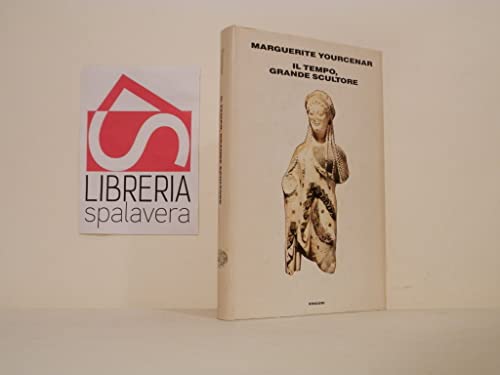 LIBRERIA
spalavera
MARGUERITE YOURCENAR
IL TEMPO,
GRANDE SCULTORE
EINAUDI